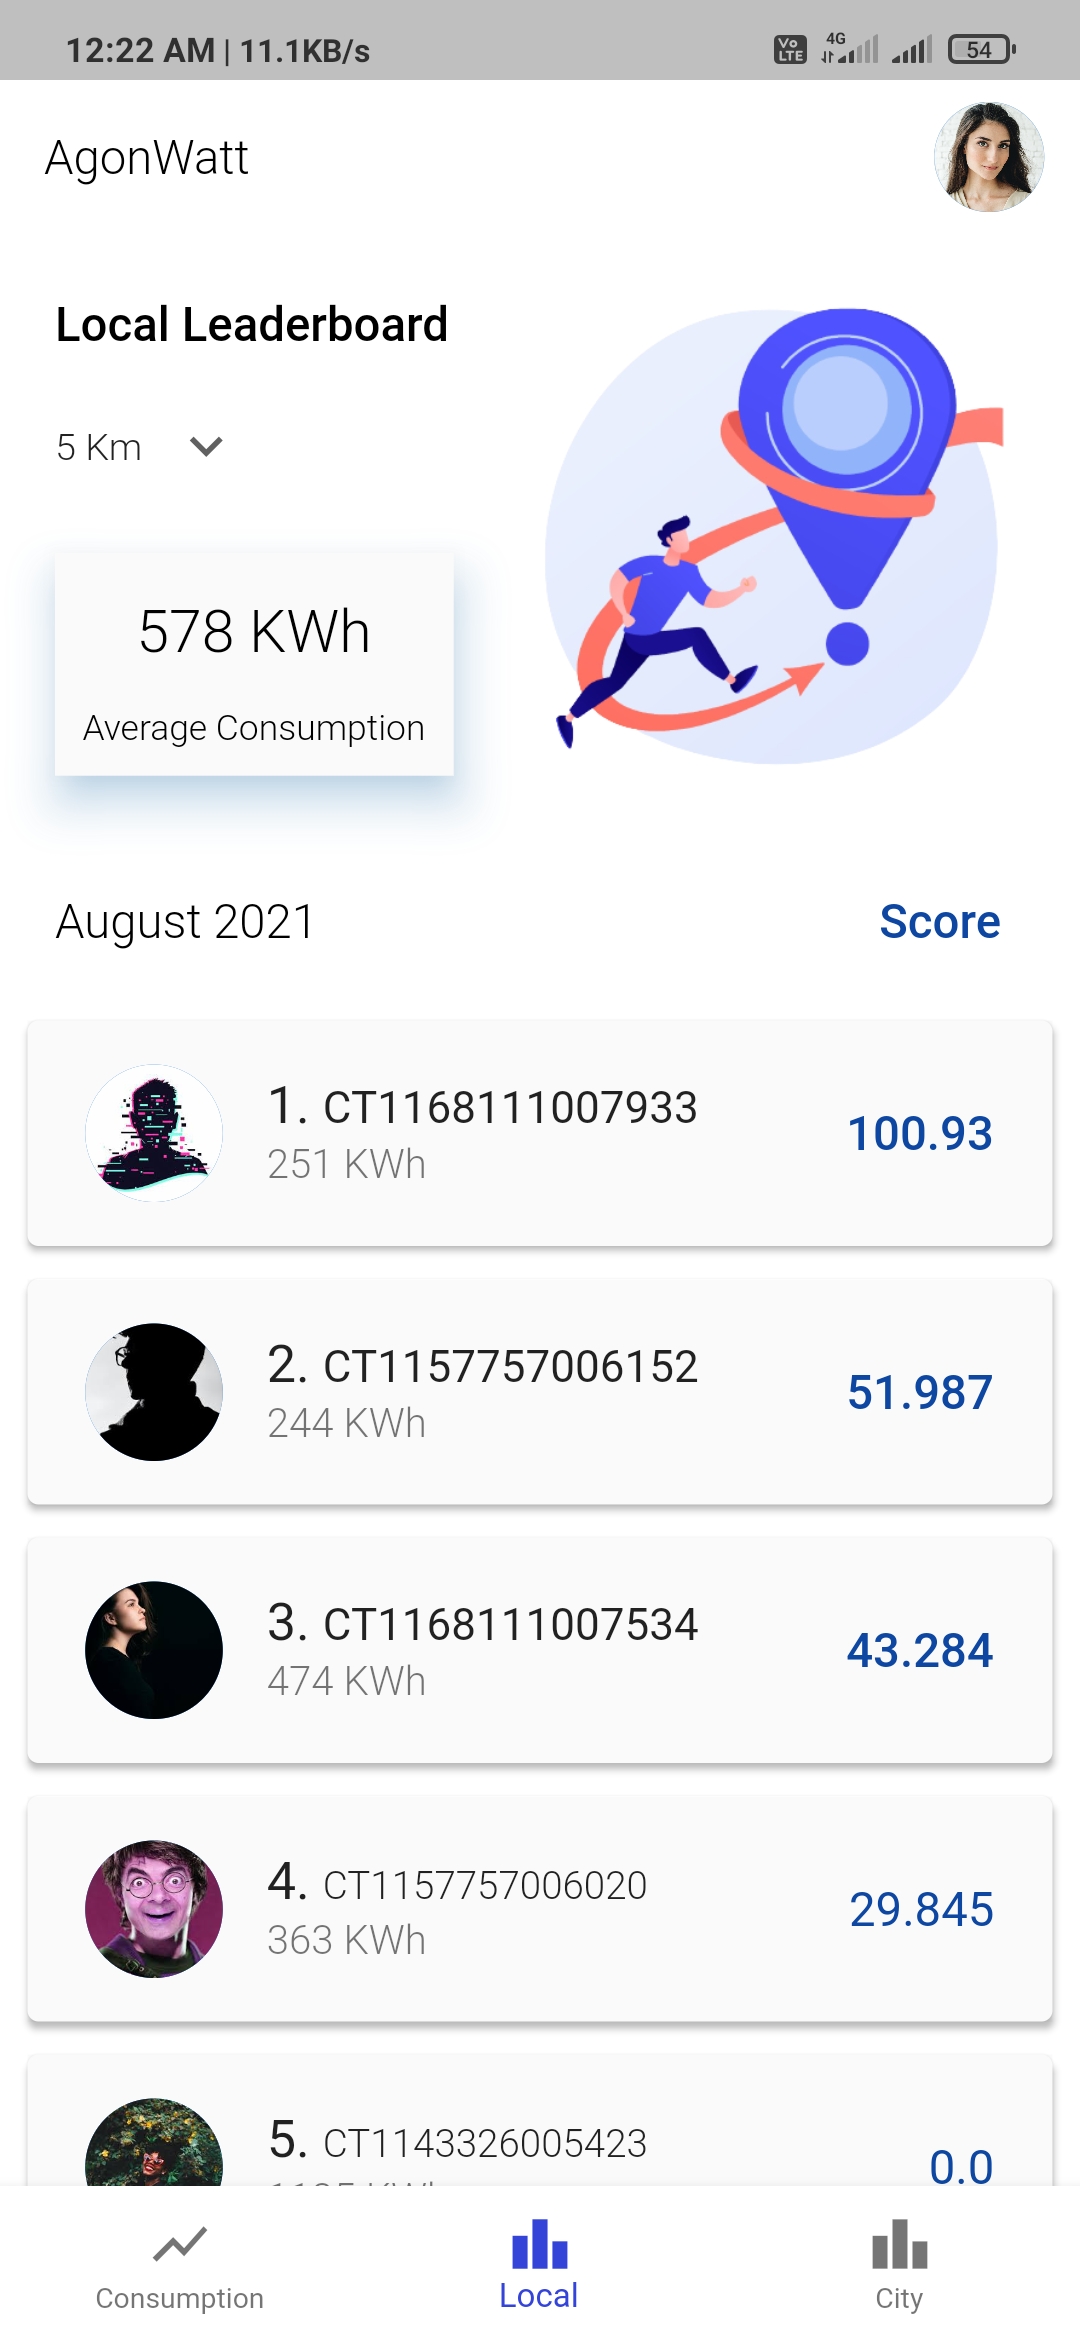 12:22 AM | 11.1KB/s
Vo LTE 4G 54
AgonWatt
Local Leaderboard
5 Km
578 KWh
Average Consumption
August 2021 Score
1. CT1168111007933
251 KWh
100.93
2. CT1157757006152
244 KWh
51.987
3. CT1168111007534
474 KWh
43.284
4. CT1157757006020
363 KWh
29.845
5. CT1143326005423
0.0
Consumption
Local
City